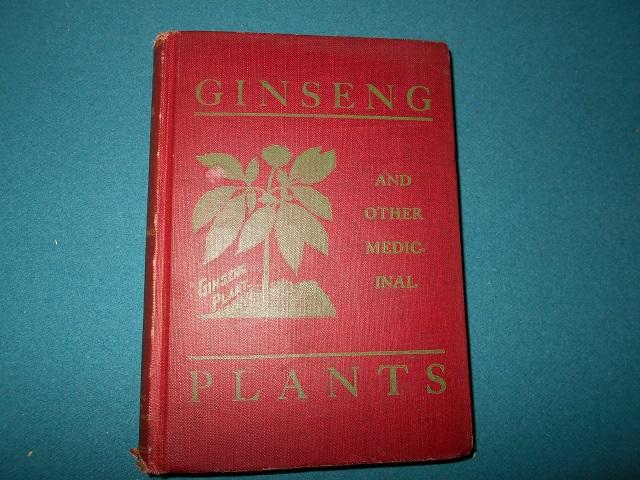 GINSENG
AND
OTHER
MEDIC-
INAL
GINSENG
PLANT.
PLANTS